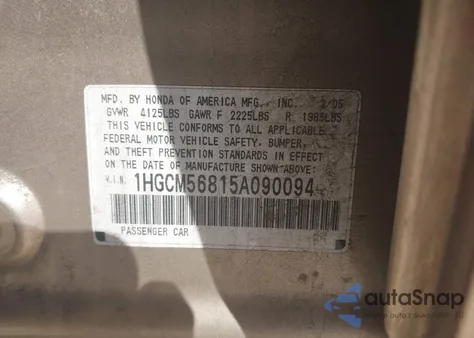 MFD. BY HONDA OF AMERICA MFG., INC. 2/05
GVWR 4125LBS GAWR F 2225LBS R 1985LBS
THIS VEHICLE CONFORMS TO ALL APPLICABLE
FEDERAL MOTOR VEHICLE SAFETY, BUMPER,
AND THEFT PREVENTION STANDARDS IN EFFECT
ON THE DATE OF MANUFACTURE SHOWN ABOVE:
V.I.N. 1HGCM56815A090094
PASSENGER CAR
autaSnap